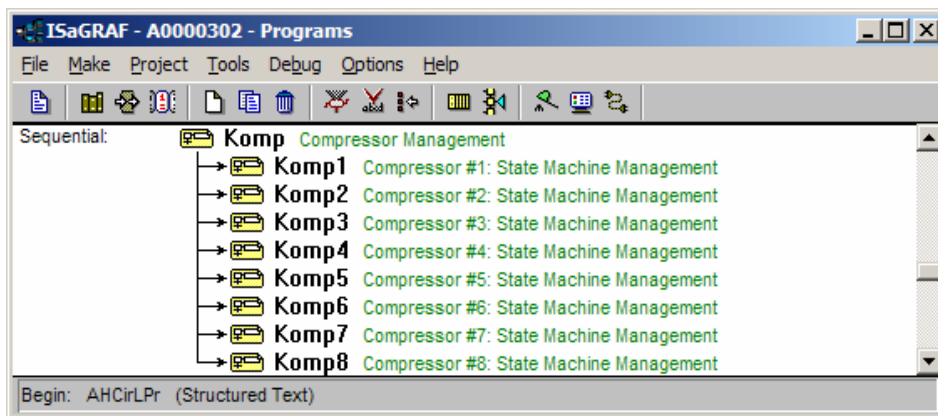 ISaGRAF - A0000302 - Programs
File Make Project Tools Debug Options Help
Sequential: Komp Compressor Management
Komp1 Compressor #1: State Machine Management
Komp2 Compressor #2: State Machine Management
Komp3 Compressor #3: State Machine Management
Komp4 Compressor #4: State Machine Management
Komp5 Compressor #5: State Machine Management
Komp6 Compressor #6: State Machine Management
Komp7 Compressor #7: State Machine Management
Komp8 Compressor #8: State Machine Management
Begin: AHCirLPr (Structured Text)